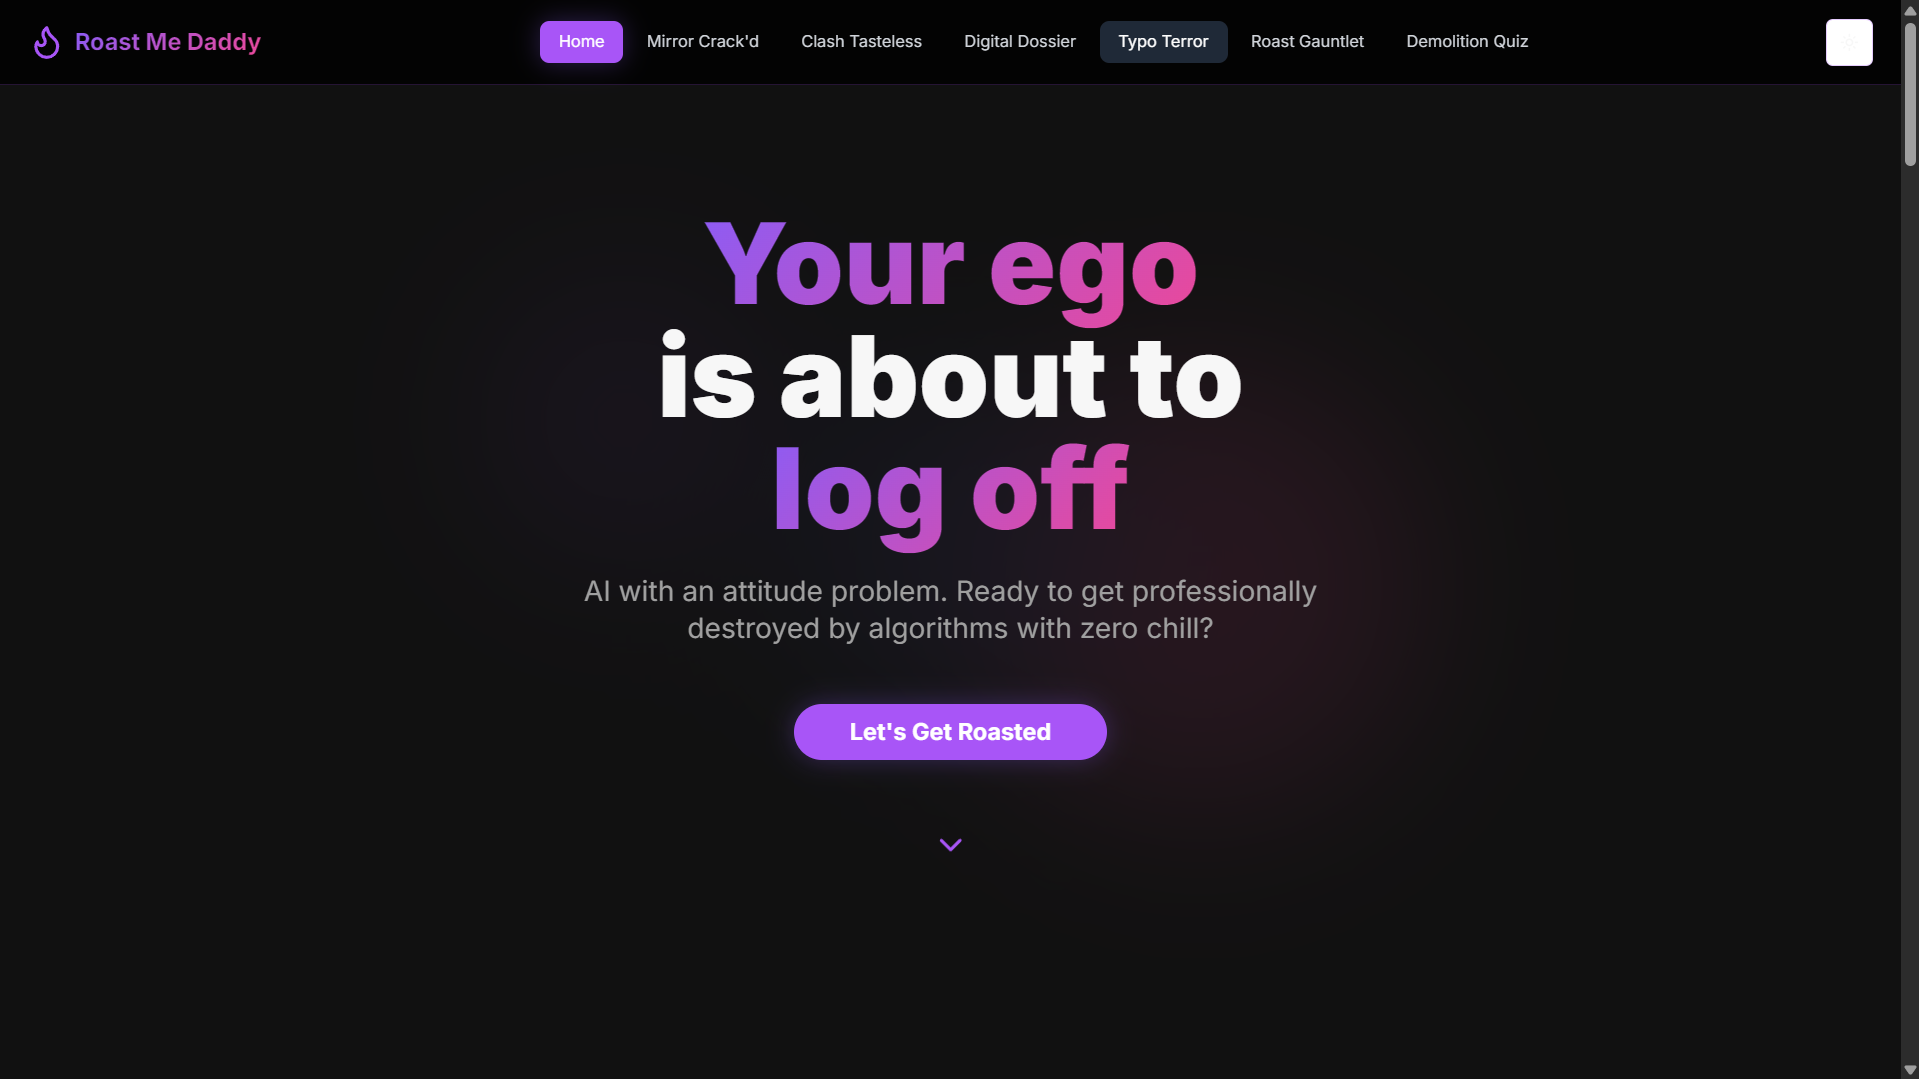 Roast Me Daddy
Home
Mirror Crack'd
Clash Tasteless
Digital Dossier
Typo Terror
Roast Gauntlet
Demolition Quiz
Your ego
is about to
log off
AI with an attitude problem. Ready to get professionally
destroyed by algorithms with zero chill?
Let's Get Roasted